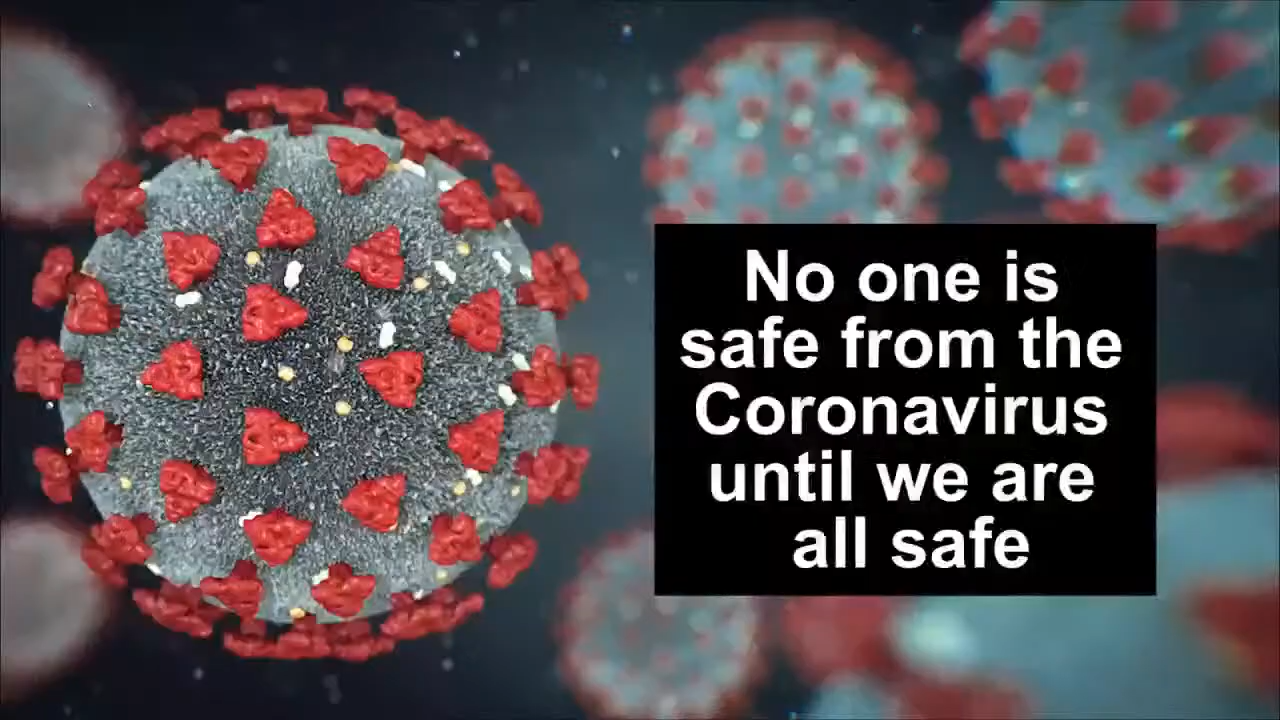 No one is
safe from the
Coronavirus
until we are
all safe